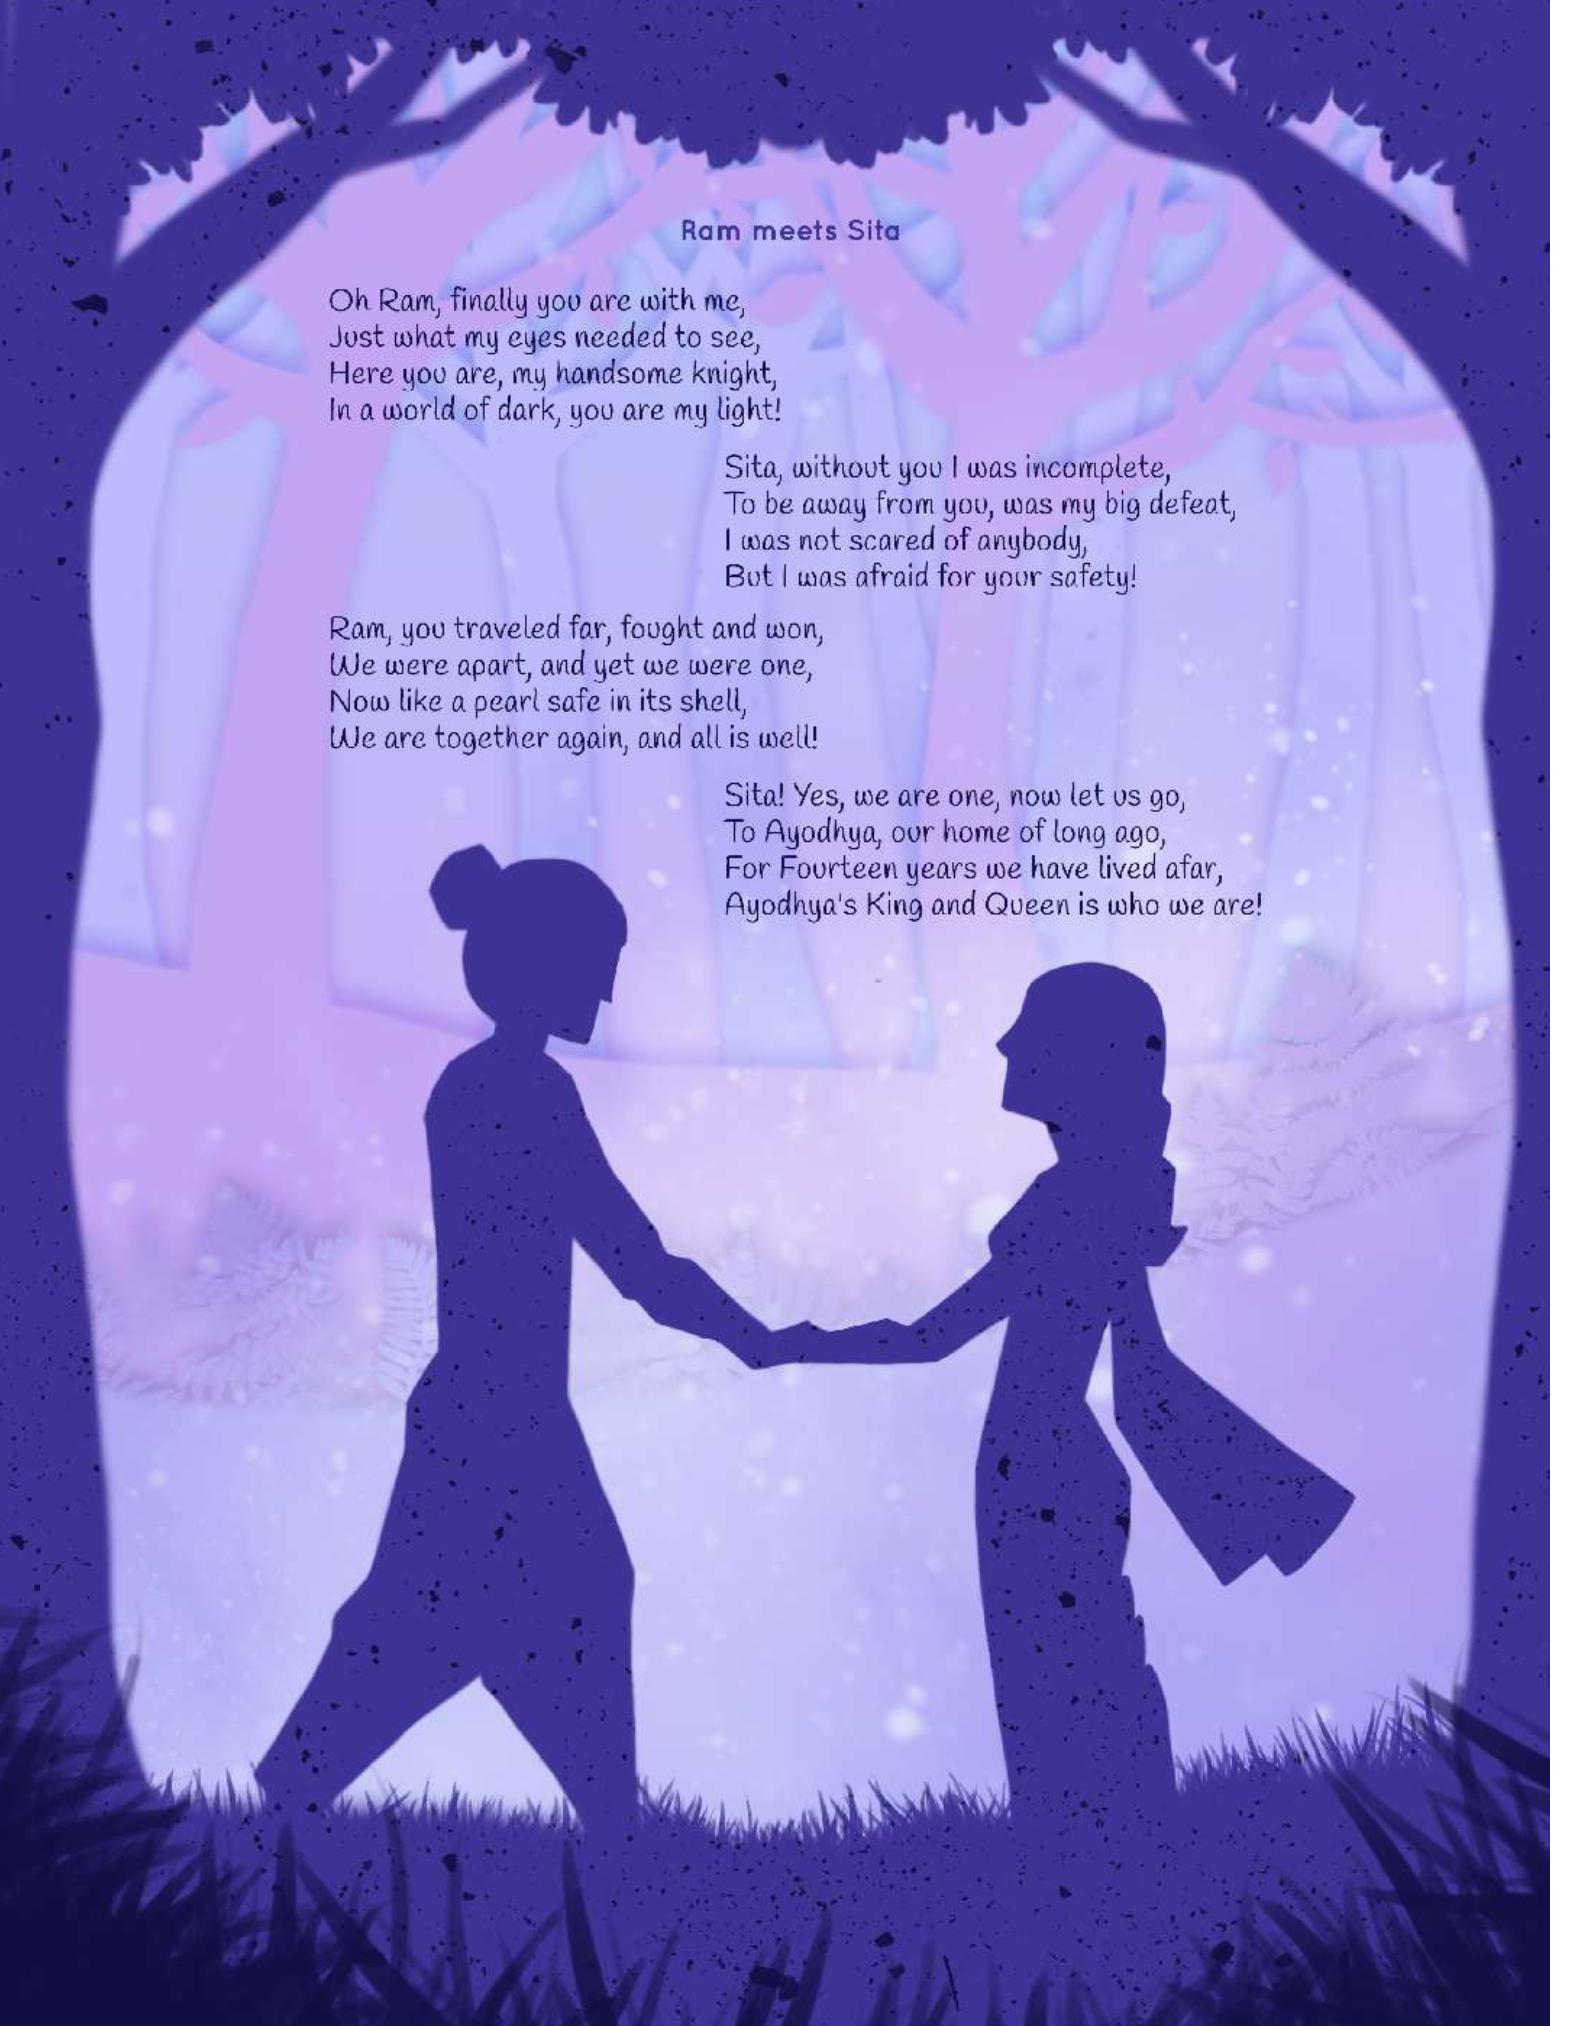 Ram meets Sita
Oh Ram, finally you are with me,
Just what my eyes needed to see,
Here you are, my handsome knight,
In a world of dark, you are my light!
Sita, without you I was incomplete,
To be away from you, was my big defeat,
I was not scared of anybody,
But I was afraid for your safety!
Ram, you traveled far, fought and won,
We were apart, and yet we were one,
Now like a pearl safe in its shell,
We are together again, and all is well!
Sita! Yes, we are one, now let us go,
To Ayodhya, our home of long ago,
For Fourteen years we have lived afar,
Ayodhya's King and Queen is who we are!